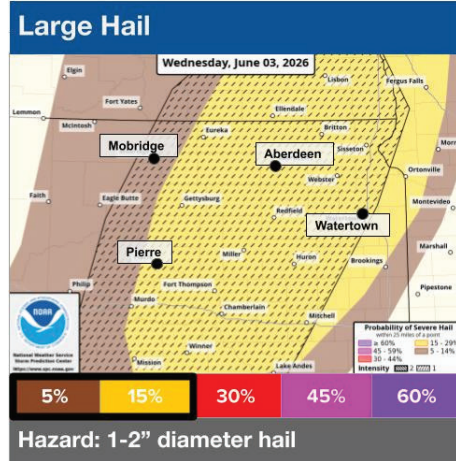 Large Hail
Wednesday, June 03, 2026
Elgin
Lisbon
Fergus Falls
Fort Yates
Ellendale
Lemmon
McIntosh
Eureka
Britton
Mobridge
Aberdeen
Sisseton
Webster
Ortonville
Faith
Eagle Butte
Gettysburg
Redfield
Watertown
Montevideo
Pierre
Miller
Huron
Brookings
Marshall
Philip
Fort Thompson
Pipestone
Murdo
Chamberlain
Mitchell
NOAA
National Weather Service
Storm Prediction Center
Winner
Mission
Lake Andes
Probability of Severe Hail
within 25 miles of a point
≥ 60%
15 - 29%
45 - 59%
5 - 14%
30 - 44%
Intensity 2 1
5% 15% 30% 45% 60%
Hazard: 1-2” diameter hail